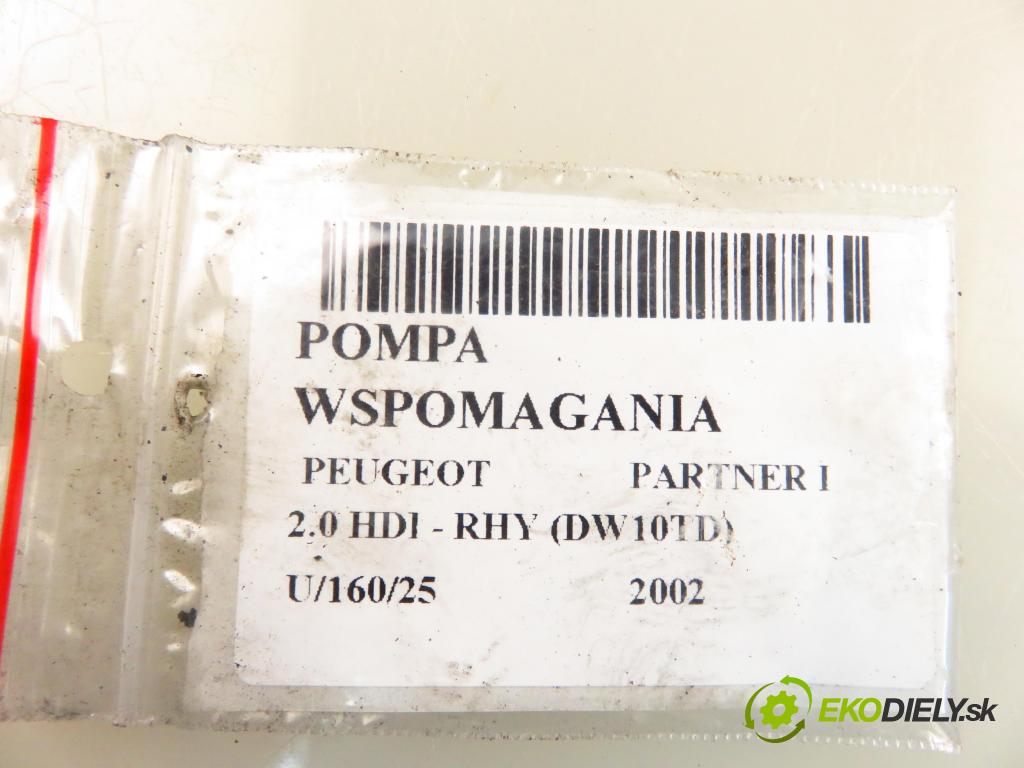 POMPA
WSPOMAGANIA
PEUGEOT PARTNER I
2.0 HDI - RHY (DW10TD)
U/160/25 2002
EKODIELY.sk